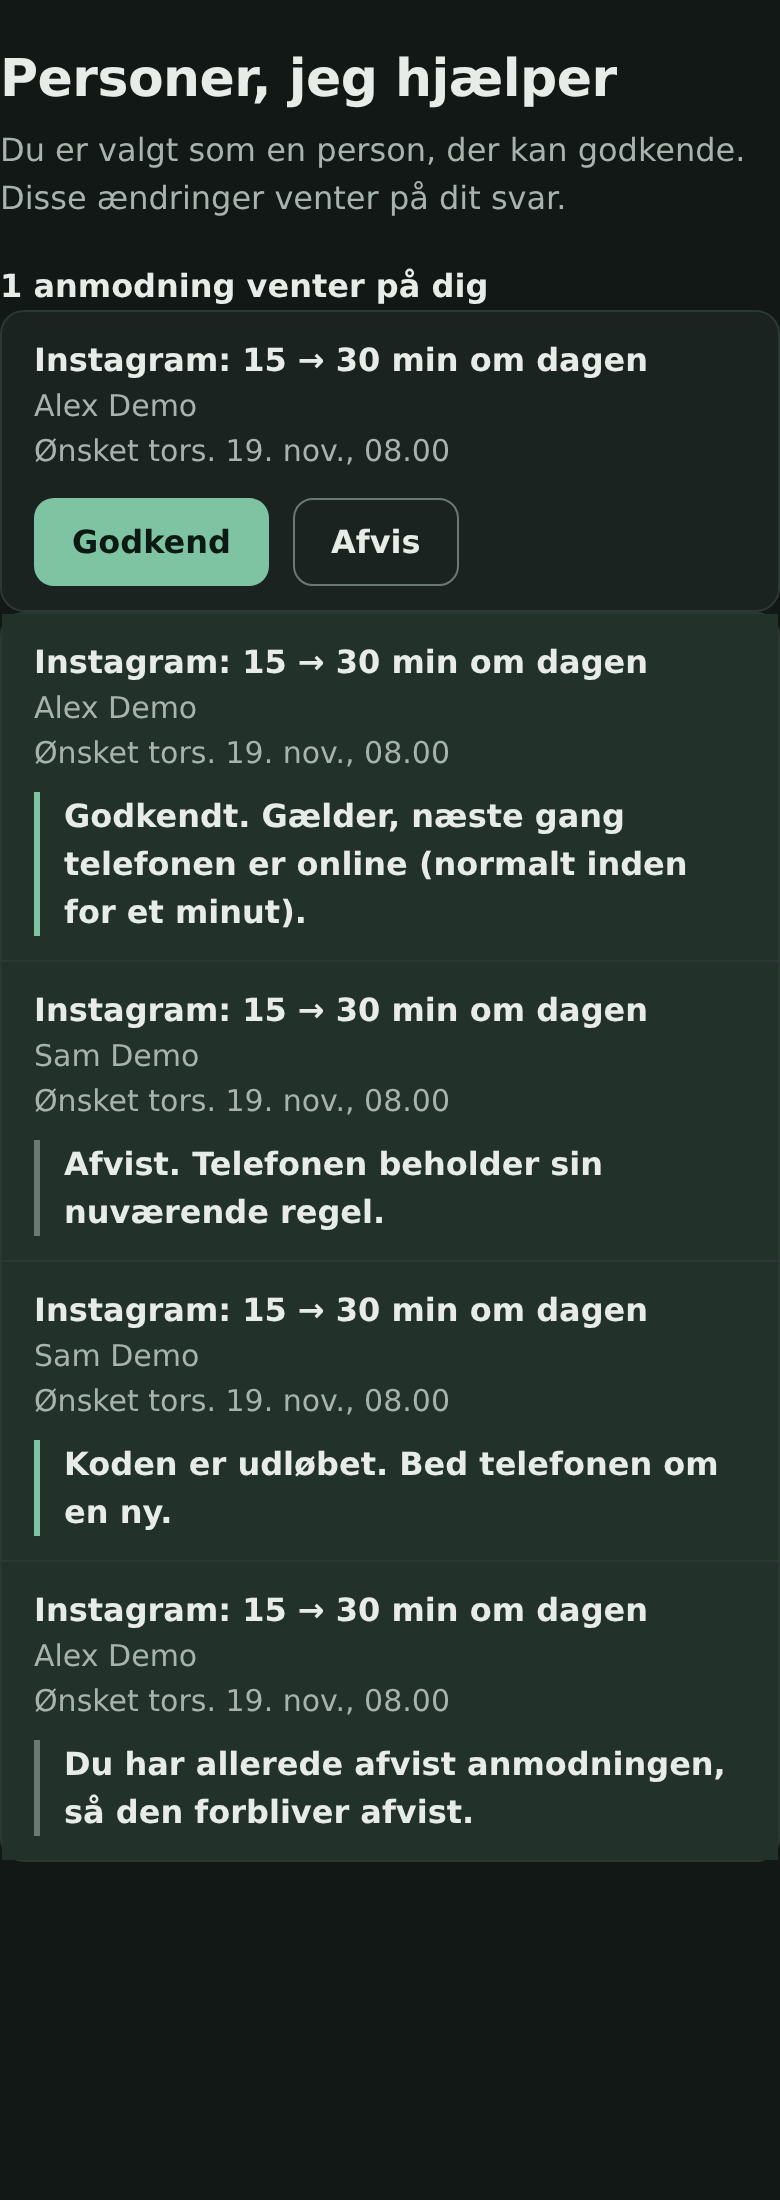 Personer, jeg hjælper
Du er valgt som en person, der kan godkende.
Disse ændringer venter på dit svar.
1 anmodning venter på dig
Instagram: 15 → 30 min om dagen
Alex Demo
Ønsket tors. 19. nov., 08.00
Godkend
Afvis
Instagram: 15 → 30 min om dagen
Alex Demo
Ønsket tors. 19. nov., 08.00
Godkendt. Gælder, næste gang
telefonen er online (normalt inden
for et minut).
Instagram: 15 → 30 min om dagen
Sam Demo
Ønsket tors. 19. nov., 08.00
Afvist. Telefonen beholder sin
nuværende regel.
Instagram: 15 → 30 min om dagen
Sam Demo
Ønsket tors. 19. nov., 08.00
Koden er udløbet. Bed telefonen om
en ny.
Instagram: 15 → 30 min om dagen
Alex Demo
Ønsket tors. 19. nov., 08.00
Du har allerede afvist anmodningen,
så den forbliver afvist.